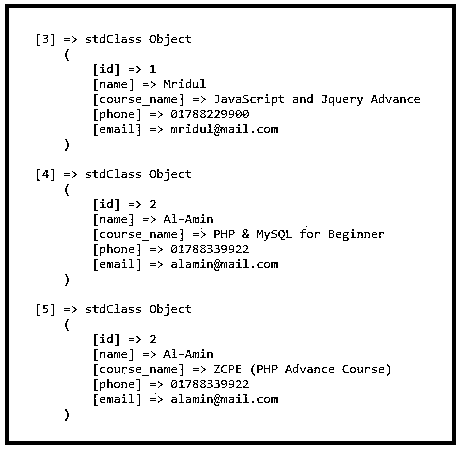 [3] => stdClass Object
(
[id] => 1
[name] => Mridul
[course_name] => JavaScript and Jquery Advance
[phone] => 01788229900
[email] => mridul@mail.com
)
[4] => stdClass Object
(
[id] => 2
[name] => Al-Amin
[course_name] => PHP & MySQL for Beginner
[phone] => 01788339922
[email] => alamin@mail.com
)
[5] => stdClass Object
(
[id] => 2
[name] => Al-Amin
[course_name] => ZCPE (PHP Advance Course)
[phone] => 01788339922
[email] => alamin@mail.com
)